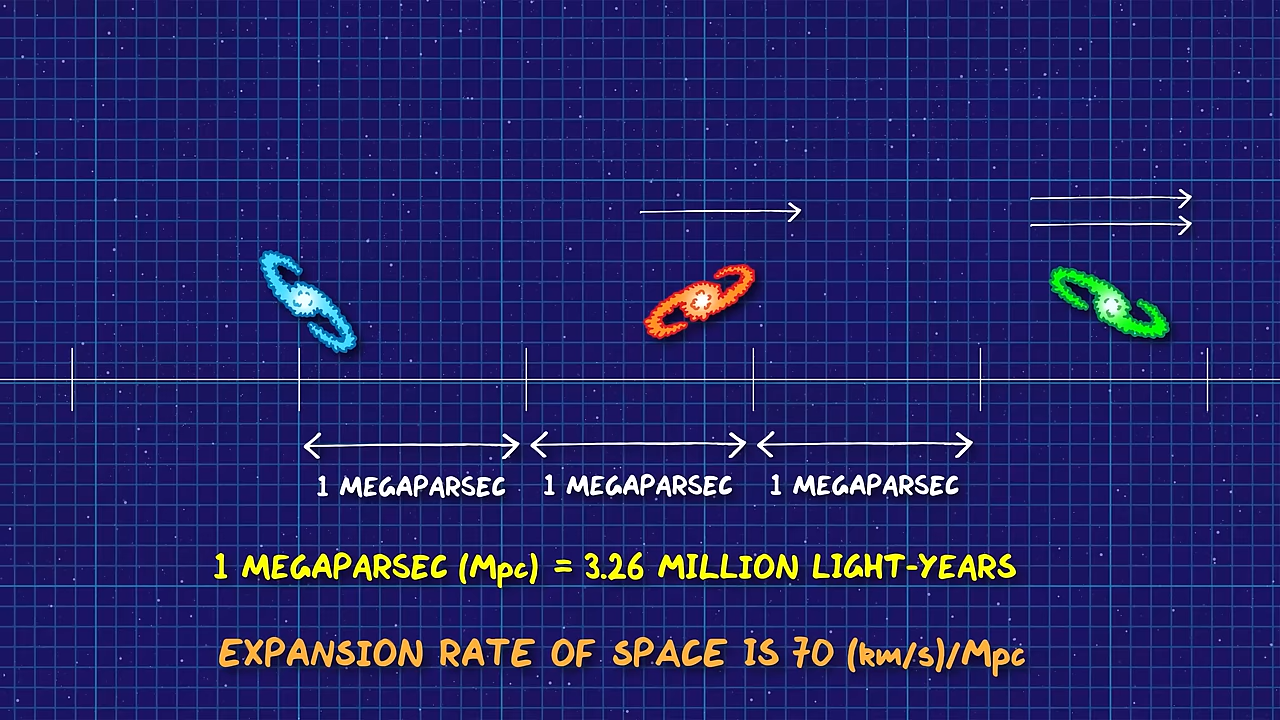 1 MEGAPARSEC 1 MEGAPARSEC 1 MEGAPARSEC
1 MEGAPARSEC (Mpc) = 3.26 MILLION LIGHT-YEARS
EXPANSION RATE OF SPACE IS 70 (km/s)/Mpc